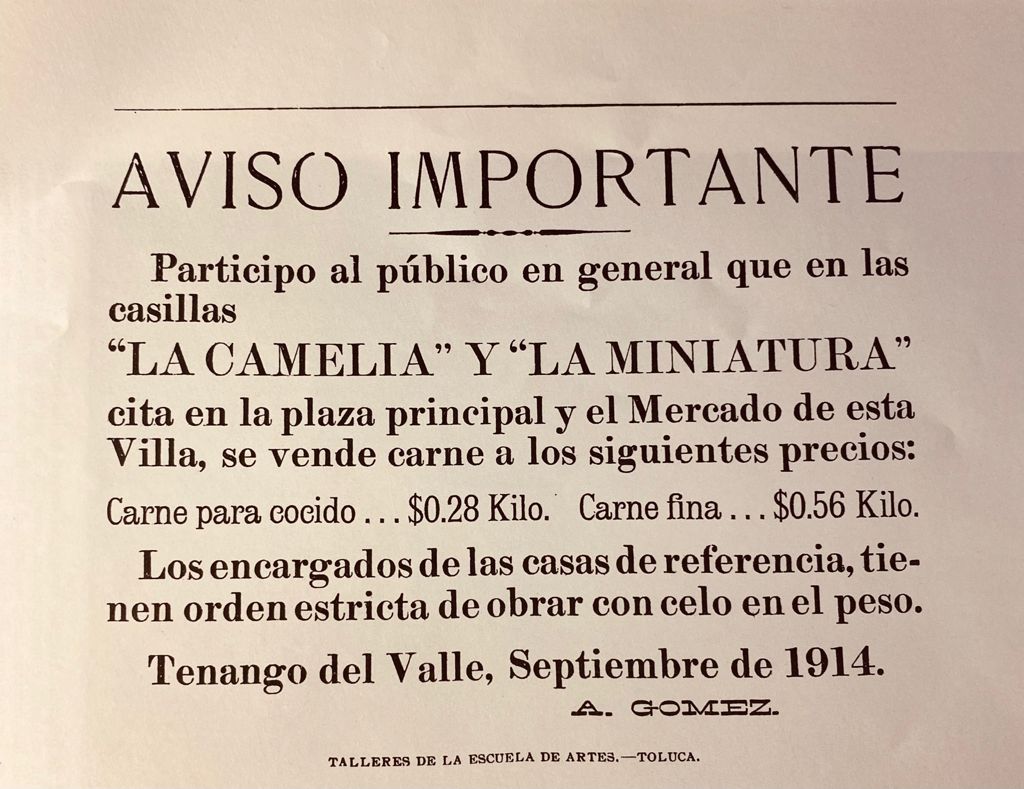 AVISO IMPORTANTE
Participo al público en general que en las
casillas
“LA CAMELIA” Y “LA MINIATURA”
cita en la plaza principal y el Mercado de esta
Villa, se vende carne a los siguientes precios:
Carne para cocido ... $0.28 Kilo. Carne fina ... $0.56 Kilo.
Los encargados de las casas de referencia, tie-
nen orden estricta de obrar con celo en el peso.
Tenango del Valle, Septiembre de 1914.
A. GOMEZ.
TALLERES DE LA ESCUELA DE ARTES.—TOLUCA.